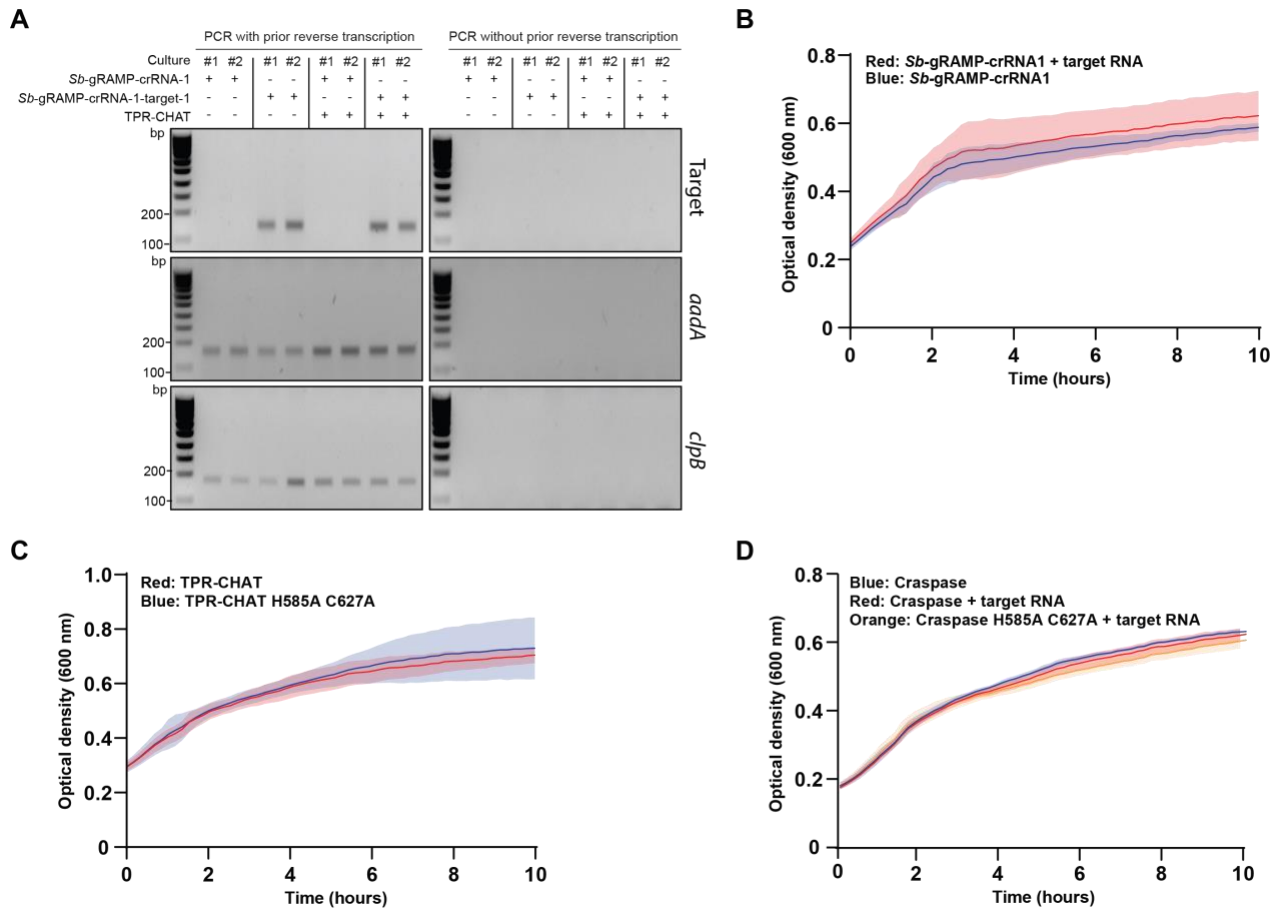 A
PCR with prior reverse transcription PCR without prior reverse transcription
Culture #1 #2 #1 #2 #1 #2 #1 #2 #1 #2 #1 #2 #1 #2 #1 #2
Sb-gRAMP-crRNA-1 + + - - + + - - + + - - + + - -
Sb-gRAMP-crRNA-1-target-1 - - + + - - + + - - + + - - + +
TPR-CHAT - - - - + + + + - - - - + + + +
bp
200
100
Target
bp
200
100
aadA
bp
200
100
clpB
B
Red: Sb-gRAMP-crRNA1 + target RNA
Blue: Sb-gRAMP-crRNA1
Optical density (600 nm)
0.8
0.6
0.4
0.2
0
0 2 4 6 8 10
Time (hours)
C
Red: TPR-CHAT
Blue: TPR-CHAT H585A C627A
Optical density (600 nm)
1.0
0.8
0.6
0.4
0.2
0
0 2 4 6 8 10
Time (hours)
D
Blue: Craspase
Red: Craspase + target RNA
Orange: Craspase H585A C627A + target RNA
Optical density (600 nm)
0.8
0.6
0.4
0.2
0
0 2 4 6 8 10
Time (hours)